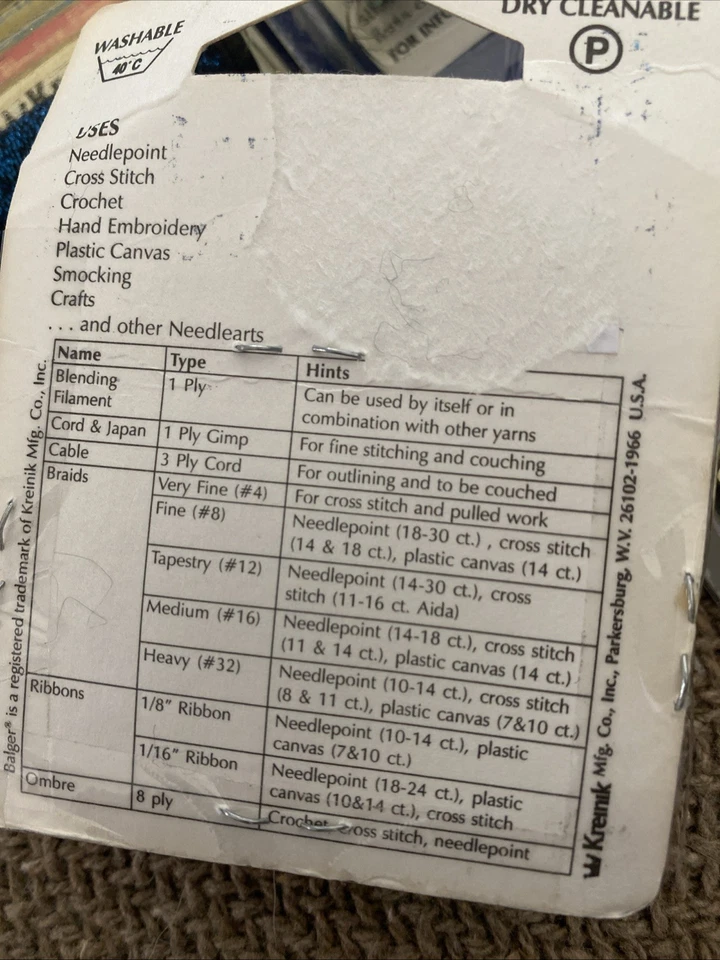 DRY CLEANABLE
WASHABLE
40°C
P
FOR INFO
USES
Needlepoint
Cross Stitch
Crochet
Hand Embroidery
Plastic Canvas
Smocking
Crafts
... and other Needlearts
Name Type Hints
Blending Filament 1 Ply Can be used by itself or in
combination with other yarns
Cord & Japan 1 Ply Gimp For fine stitching and couching
Cable 3 Ply Cord For outlining and to be couched
Braids Very Fine (#4) For cross stitch and pulled work
Fine (#8) Needlepoint (18-30 ct.) , cross stitch
(14 & 18 ct.), plastic canvas (14 ct.)
Tapestry (#12) Needlepoint (14-30 ct.), cross
stitch (11-16 ct. Aida)
Medium (#16) Needlepoint (14-18 ct.), cross stitch
(11 & 14 ct.), plastic canvas (14 ct.)
Heavy (#32) Needlepoint (10-14 ct.), cross stitch
(8 & 11 ct.), plastic canvas (7&10 ct.)
Ribbons 1/8" Ribbon Needlepoint (10-14 ct.), plastic
canvas (7&10 ct.)
1/16" Ribbon Needlepoint (18-24 ct.), plastic
canvas (10&14 ct.), cross stitch
Ombre 8 ply Crochet, cross stitch, needlepoint
Balger® is a registered trademark of Kreinik Mfg. Co., Inc.
Kreinik Mfg. Co., Inc., Parkersburg, W.V. 26102-1966 U.S.A.